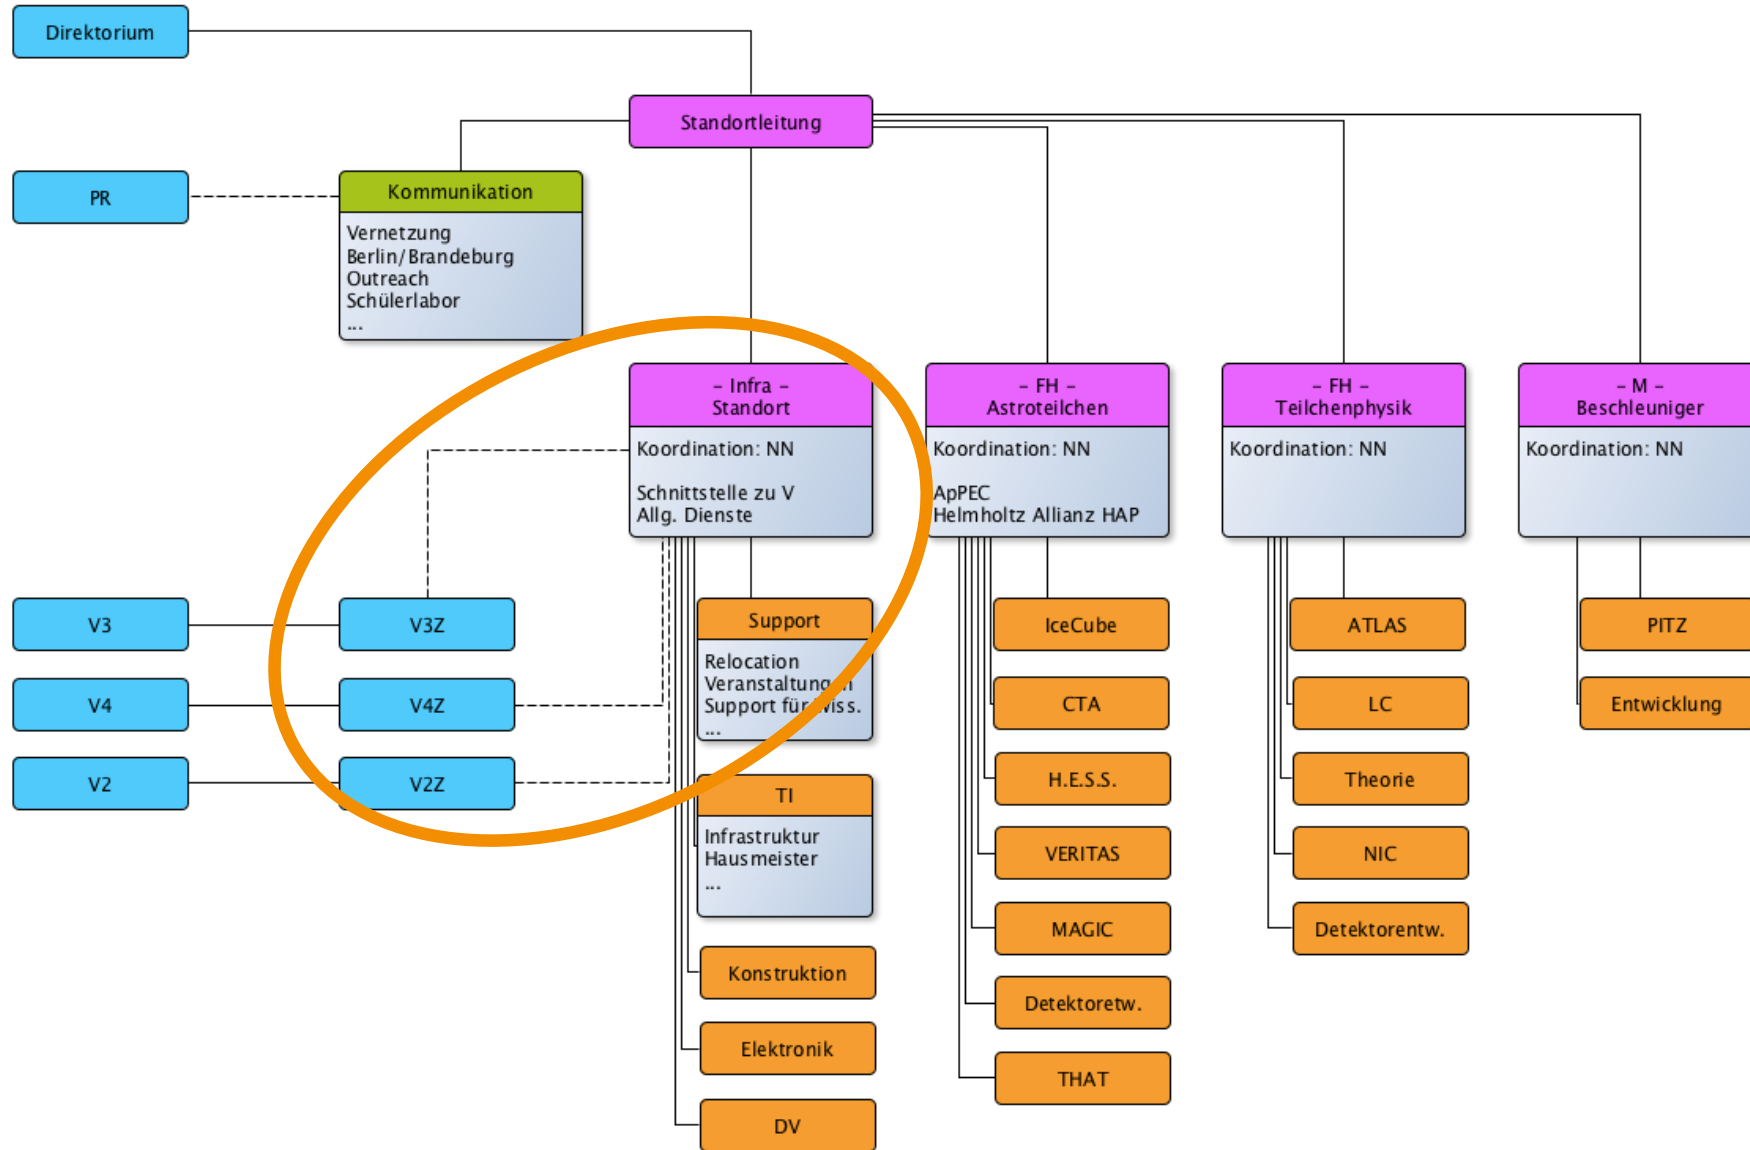 Direktorium
Standortleitung
PR
Kommunikation
Vernetzung
Berlin/Brandeburg
Outreach
Schülerlabor
...
– Infra –
Standort
Koordination: NN
Schnittstelle zu V
Allg. Dienste
– FH –
Astroteilchen
Koordination: NN
ApPEC
Helmholtz Allianz HAP
– FH –
Teilchenphysik
Koordination: NN
– M –
Beschleuniger
Koordination: NN
V3
V3Z
V4
V4Z
V2
V2Z
Support
Relocation
Veranstaltungen
Support für Wiss.
...
TI
Infrastruktur
Hausmeister
...
Konstruktion
Elektronik
DV
IceCube
CTA
H.E.S.S.
VERITAS
MAGIC
Detektoretw.
THAT
ATLAS
LC
Theorie
NIC
Detektorentw.
PITZ
Entwicklung